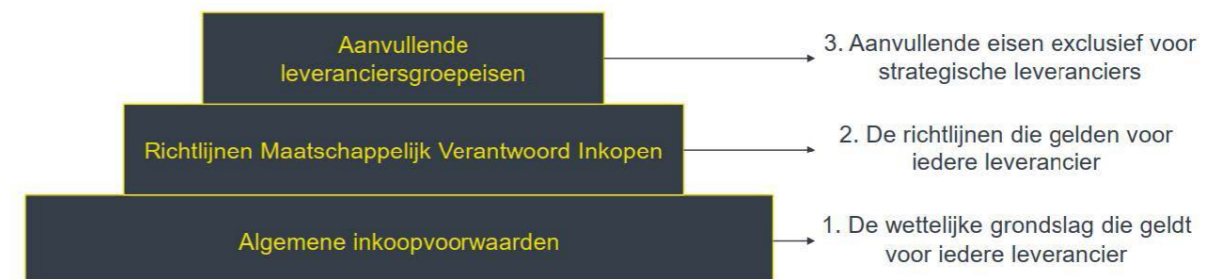 Aanvullende
leveranciersgroepeisen
3. Aanvullende eisen exclusief voor
strategische leveranciers
Richtlijnen Maatschappelijk Verantwoord Inkopen
2. De richtlijnen die gelden voor
iedere leverancier
Algemene inkoopvoorwaarden
1. De wettelijke grondslag die geldt
voor iedere leverancier